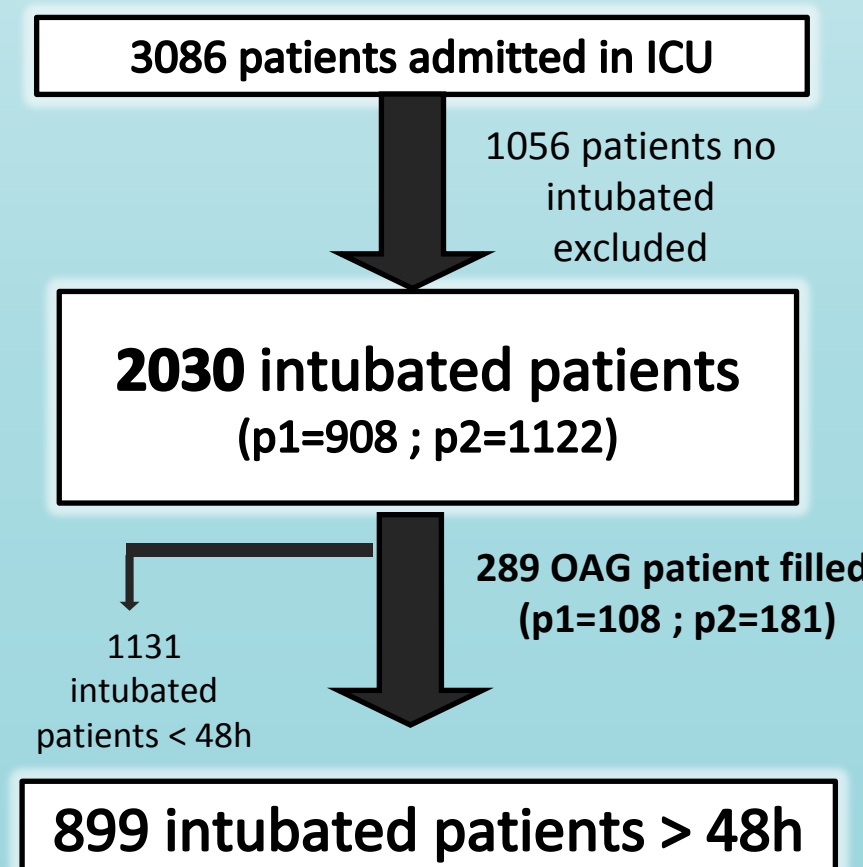 3086 patients admitted in ICU
1056 patients no
intubated
excluded
2030 intubated patients
(p1=908 ; p2=1122)
289 OAG patient filled
(p1=108 ; p2=181)
1131
intubated
patients < 48h
899 intubated patients > 48h